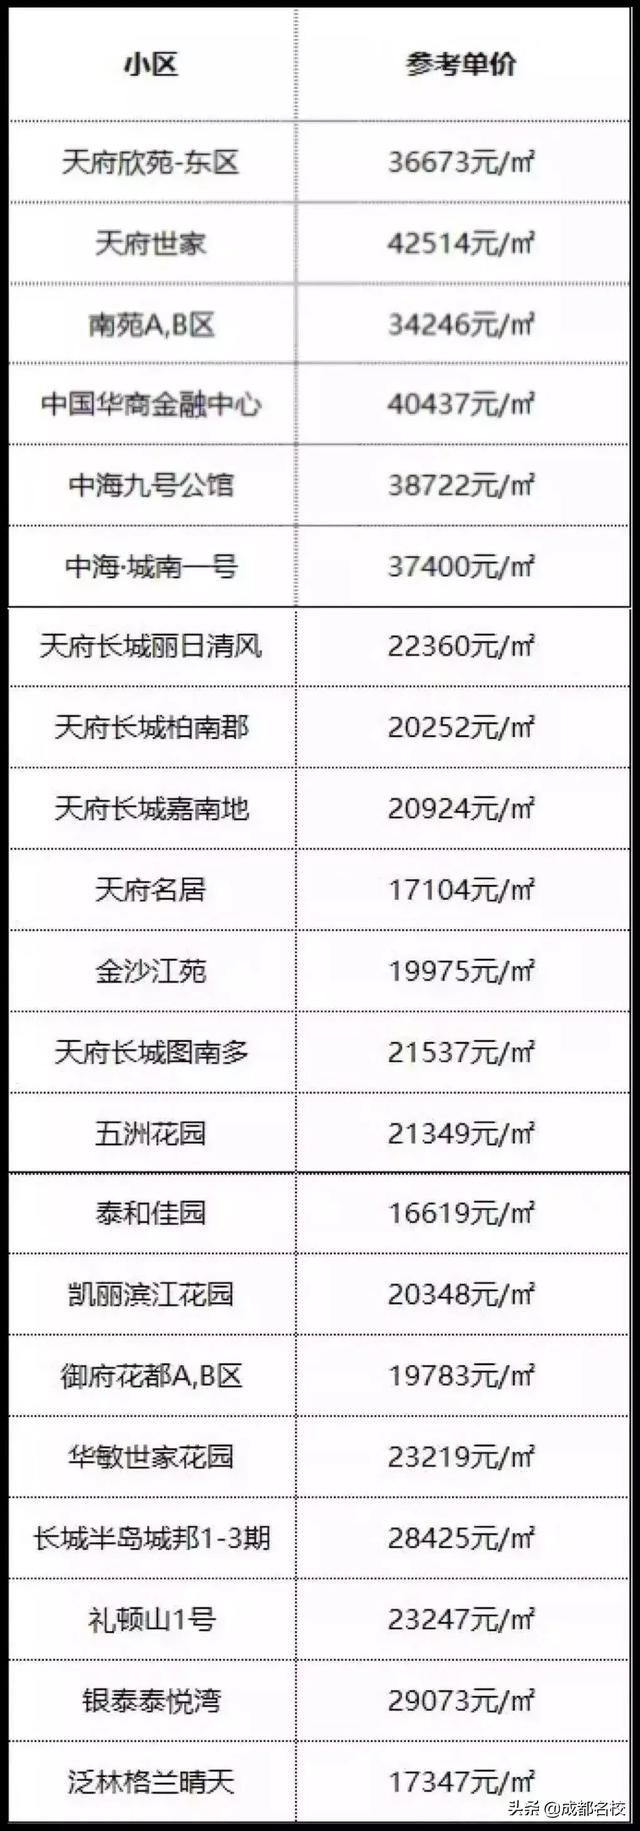 小区 参考单价
天府欣苑-东区 36673元/㎡
天府世家 42514元/㎡
南苑A,B区 34246元/㎡
中国华商金融中心 40437元/㎡
中海九号公馆 38722元/㎡
中海·城南一号 37400元/㎡
天府长城丽日清风 22360元/㎡
天府长城柏南郡 20252元/㎡
天府长城嘉南地 20924元/㎡
天府名居 17104元/㎡
金沙江苑 19975元/㎡
天府长城图南多 21537元/㎡
五洲花园 21349元/㎡
泰和佳园 16619元/㎡
凯丽滨江花园 20348元/㎡
御府花都A,B区 19783元/㎡
华敏世家花园 23219元/㎡
长城半岛城邦1-3期 28425元/㎡
礼顿山1号 23247元/㎡
银泰泰悦湾 29073元/㎡
泛林格兰晴天 17347元/㎡
头条 @成都名校